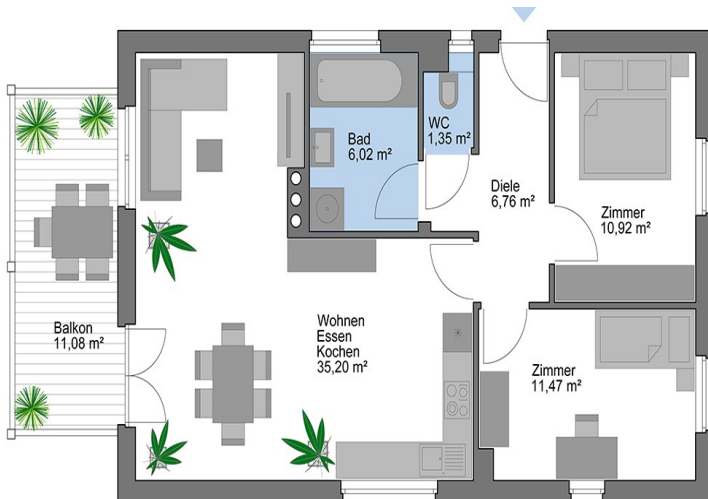 Bad
6,02 m²
WC
1,35 m²
Diele
6,76 m²
Zimmer
10,92 m²
Balkon
11,08 m²
Wohnen
Essen
Kochen
35,20 m²
Zimmer
11,47 m²